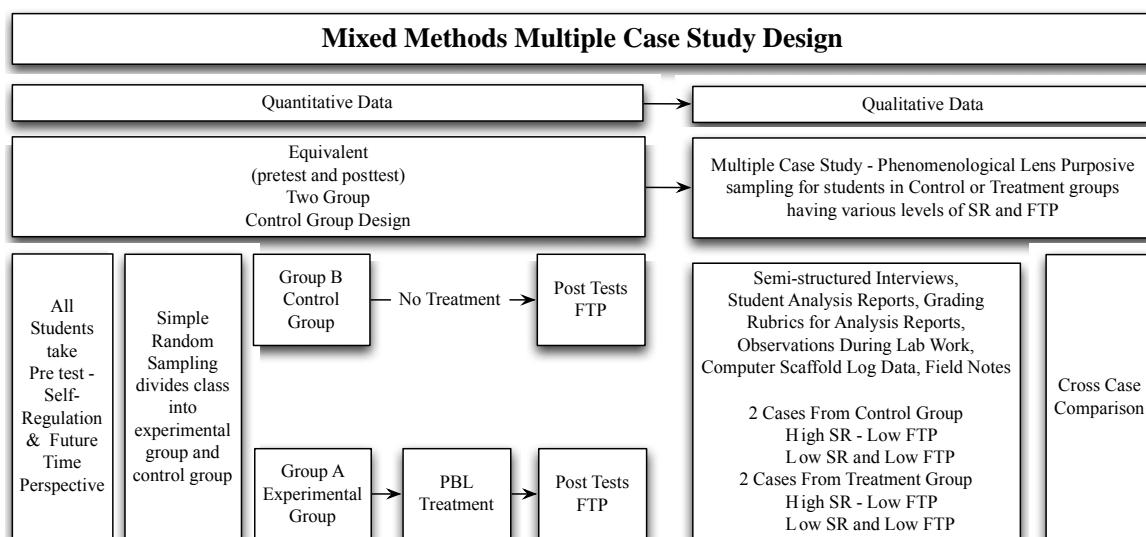 Mixed Methods Multiple Case Study Design
Quantitative Data
Qualitative Data
Equivalent
(pretest and posttest)
Two Group
Control Group Design
Multiple Case Study - Phenomenological Lens Purposive
sampling for students in Control or Treatment groups
having various levels of SR and FTP
All
Students
take
Pre test -
Self-
Regulation
& Future
Time
Perspective
Simple
Random
Sampling
divides class
into
experimental
group and
control group
Group B
Control
Group
No Treatment
Post Tests
FTP
Group A
Experimental
Group
PBL
Treatment
Post Tests
FTP
Semi-structured Interviews,
Student Analysis Reports, Grading
Rubrics for Analysis Reports,
Observations During Lab Work,
Computer Scaffold Log Data, Field Notes
2 Cases From Control Group
High SR - Low FTP
Low SR and Low FTP
2 Cases From Treatment Group
High SR - Low FTP
Low SR and Low FTP
Cross Case
Comparison